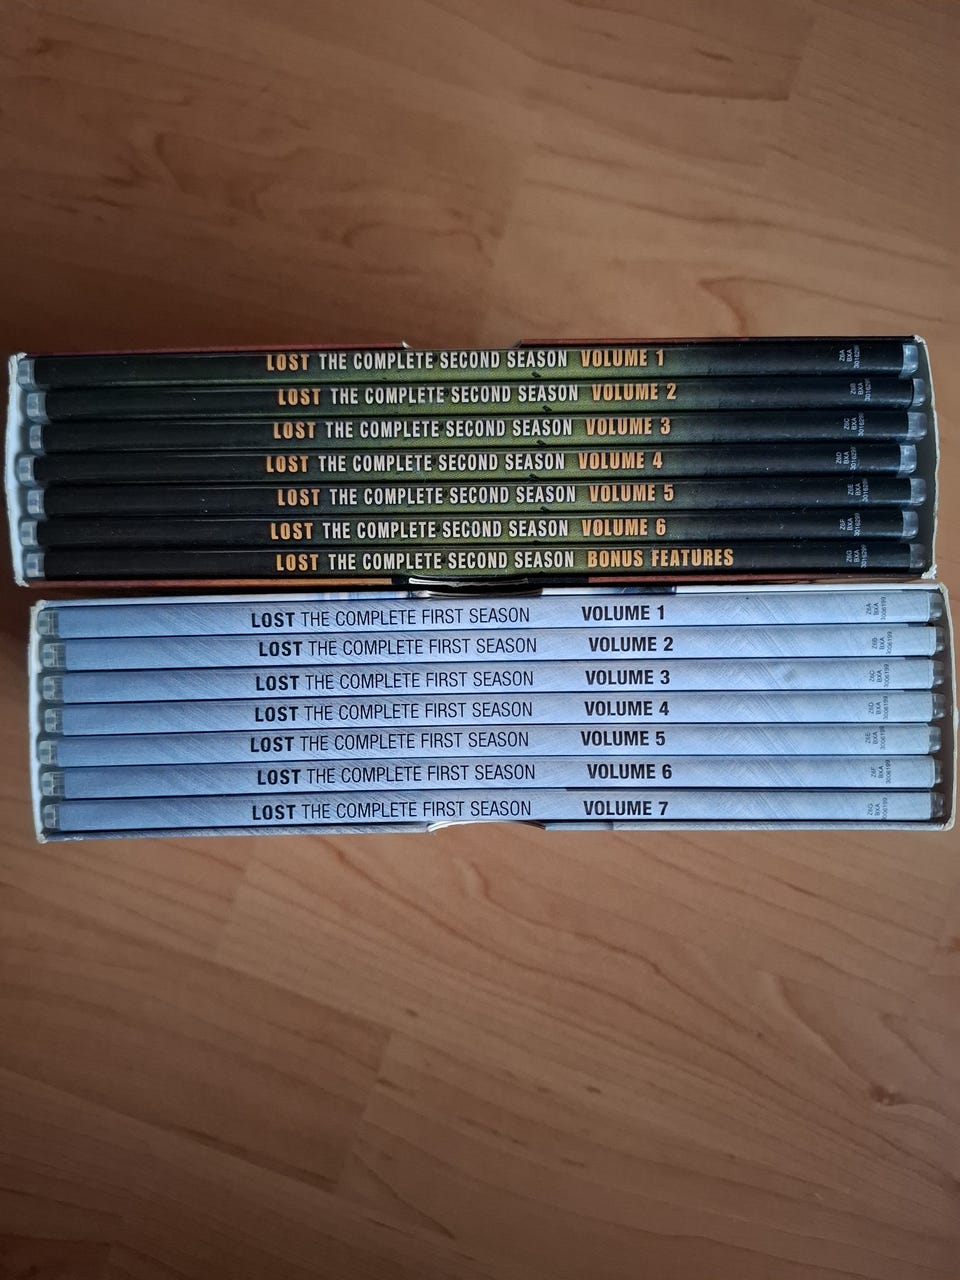 LOST THE COMPLETE SECOND SEASON VOLUME 1
LOST THE COMPLETE SECOND SEASON VOLUME 2
LOST THE COMPLETE SECOND SEASON VOLUME 3
LOST THE COMPLETE SECOND SEASON VOLUME 4
LOST THE COMPLETE SECOND SEASON VOLUME 5
LOST THE COMPLETE SECOND SEASON VOLUME 6
LOST THE COMPLETE SECOND SEASON BONUS FEATURES
LOST THE COMPLETE FIRST SEASON VOLUME 1
LOST THE COMPLETE FIRST SEASON VOLUME 2
LOST THE COMPLETE FIRST SEASON VOLUME 3
LOST THE COMPLETE FIRST SEASON VOLUME 4
LOST THE COMPLETE FIRST SEASON VOLUME 5
LOST THE COMPLETE FIRST SEASON VOLUME 6
LOST THE COMPLETE FIRST SEASON VOLUME 7